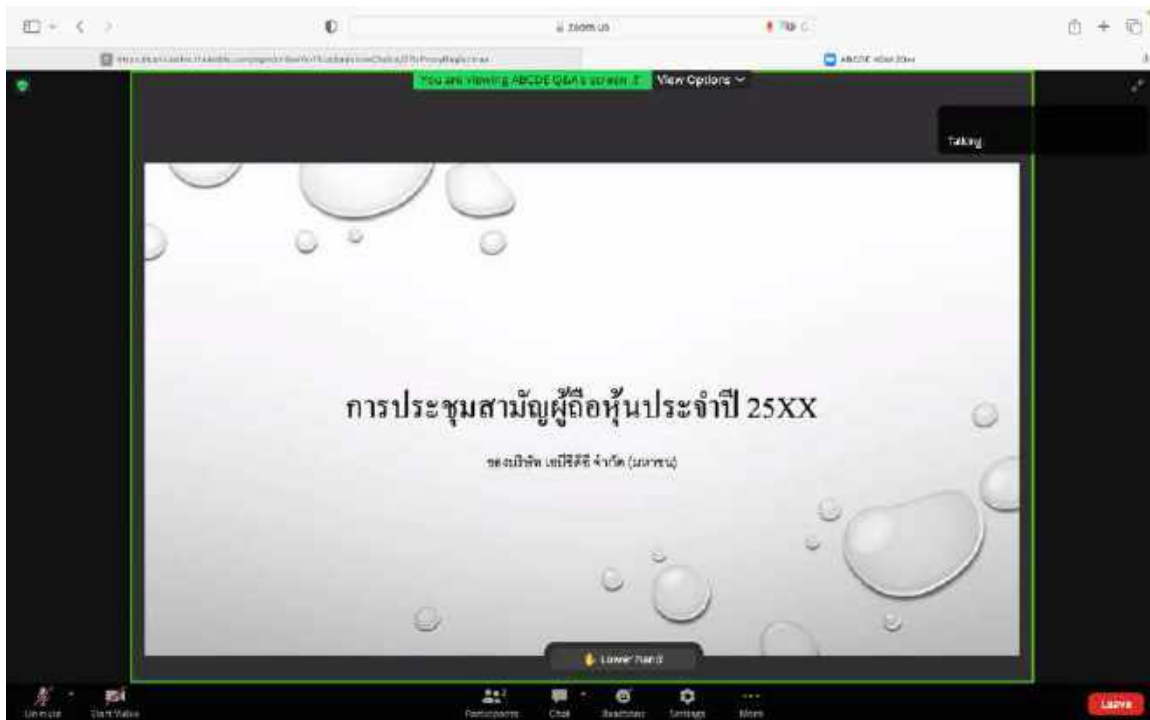 zoom.us
You are viewing ABCDE Q&A's screen
View Options
Talking:
การประชุมสามัญผู้ถือหุ้นประจำปี 25XX
ของบริษัท เอบีซีดีอี จำกัด (มหาชน)
Lower hand
Unmute
Start Video
Participants
2
Chat
Reactions
Settings
More
Leave